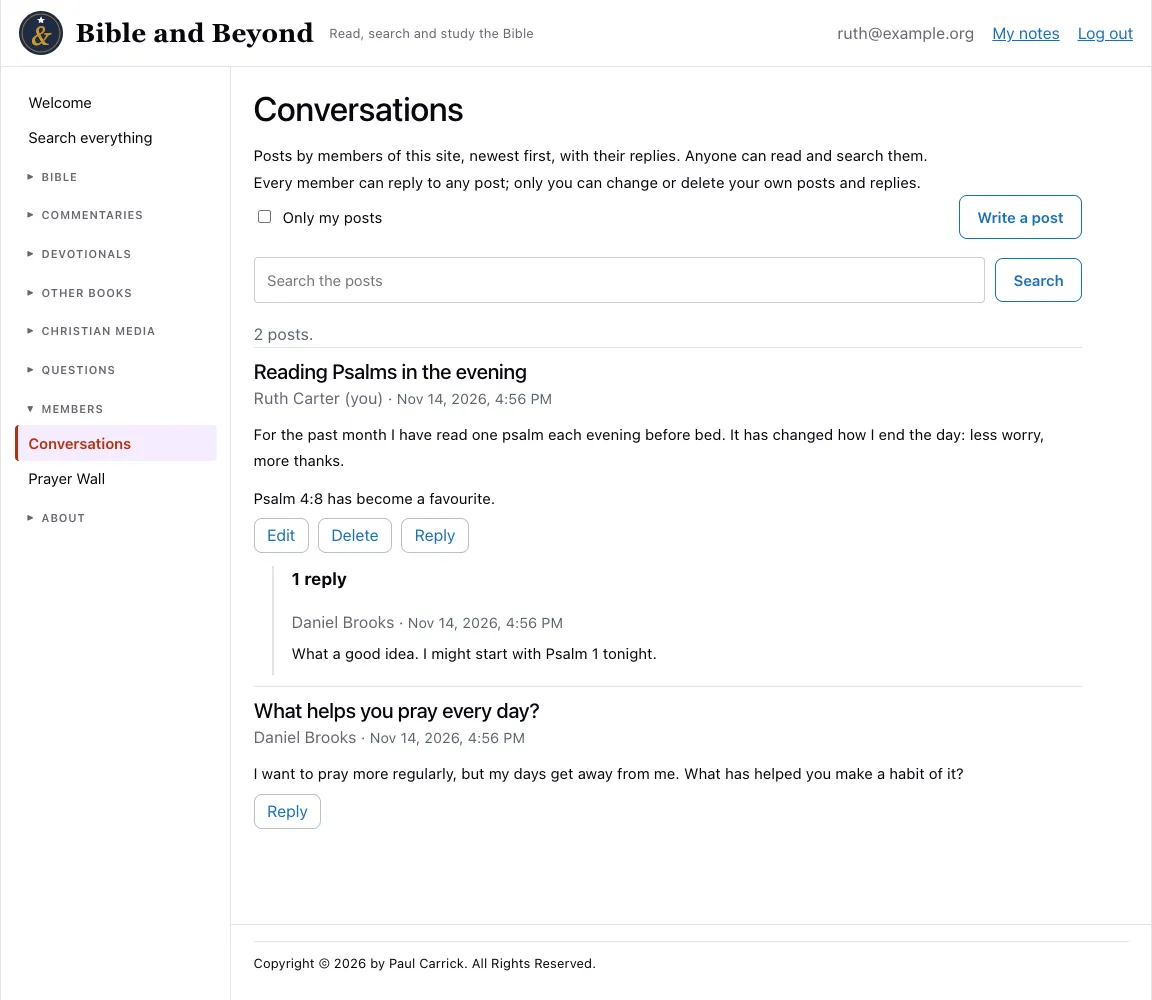 &
Bible and Beyond
Read, search and study the Bible
ruth@example.org
My notes
Log out
Welcome
Search everything
BIBLE
COMMENTARIES
DEVOTIONALS
OTHER BOOKS
CHRISTIAN MEDIA
QUESTIONS
MEMBERS
Conversations
Prayer Wall
ABOUT
Conversations
Posts by members of this site, newest first, with their replies. Anyone can read and search them.
Every member can reply to any post; only you can change or delete your own posts and replies.
Only my posts
Write a post
Search the posts
Search
2 posts.
Reading Psalms in the evening
Ruth Carter (you) · Nov 14, 2026, 4:56 PM
For the past month I have read one psalm each evening before bed. It has changed how I end the day: less worry,
more thanks.
Psalm 4:8 has become a favourite.
Edit
Delete
Reply
1 reply
Daniel Brooks · Nov 14, 2026, 4:56 PM
What a good idea. I might start with Psalm 1 tonight.
What helps you pray every day?
Daniel Brooks · Nov 14, 2026, 4:56 PM
I want to pray more regularly, but my days get away from me. What has helped you make a habit of it?
Reply
Copyright © 2026 by Paul Carrick. All Rights Reserved.